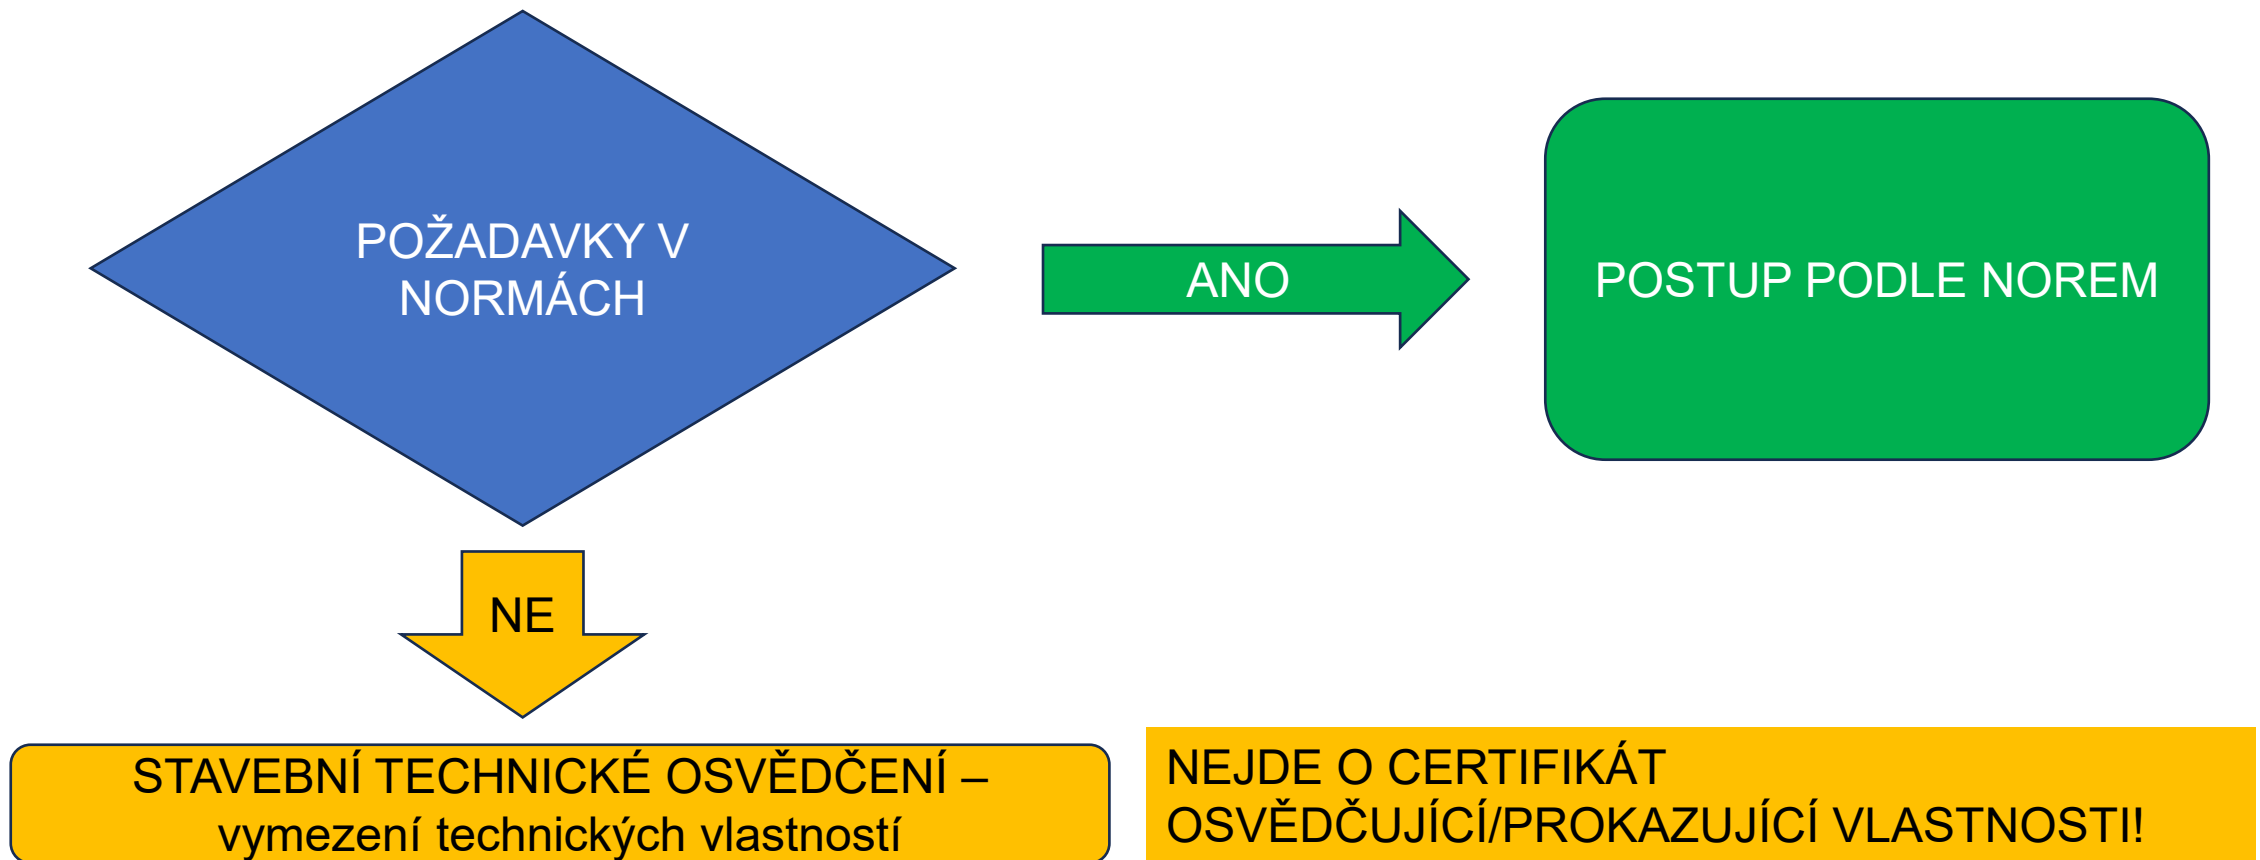 POŽADAVKY V
NORMÁCH
ANO
POSTUP PODLE NOREM
NE
STAVEBNÍ TECHNICKÉ OSVĚDČENÍ –
vymezení technických vlastností
NEJDE O CERTIFIKÁT
OSVĚDČUJÍCÍ/PROKAZUJÍCÍ VLASTNOSTI!